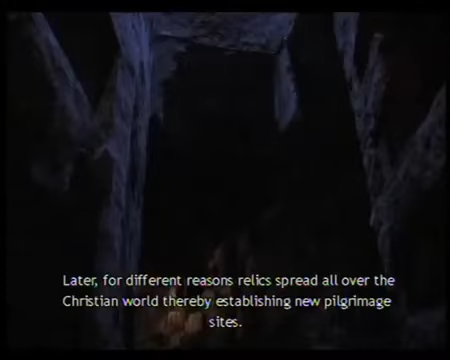 Later, for different reasons relics spread all over the
Christian world thereby establishing new pilgrimage
sites.